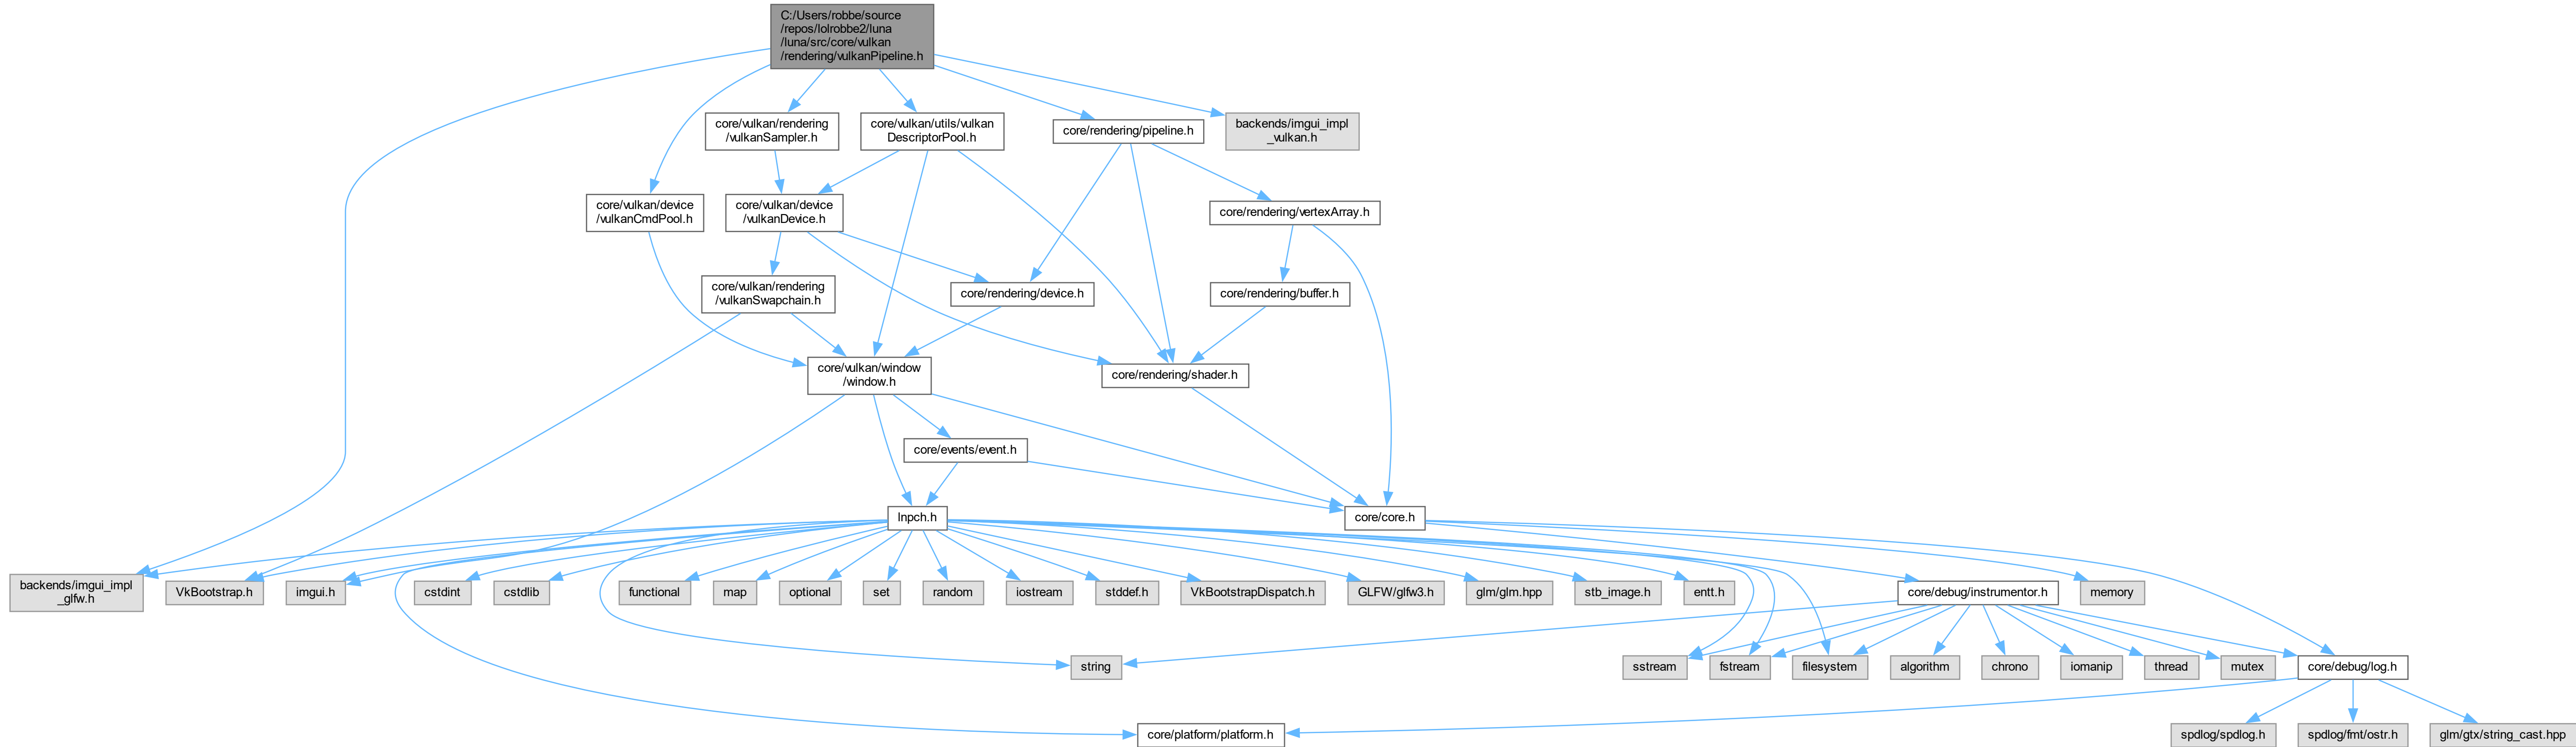 C:/Users/robbe/source
/repos/lolrobbe2/luna
/luna/src/core/vulkan
/rendering/vulkanPipeline.h
core/vulkan/rendering
/vulkanSampler.h
core/vulkan/utils/vulkan
DescriptorPool.h
core/rendering/pipeline.h
backends/imgui_impl
_vulkan.h
core/vulkan/device
/vulkanCmdPool.h
core/vulkan/device
/vulkanDevice.h
core/rendering/vertexArray.h
core/vulkan/rendering
/vulkanSwapchain.h
core/rendering/device.h
core/rendering/buffer.h
core/vulkan/window
/window.h
core/rendering/shader.h
core/events/event.h
lnpch.h
core/core.h
backends/imgui_impl
_glfw.h
VkBootstrap.h
imgui.h
cstdint
cstdlib
functional
map
optional
set
random
iostream
stddef.h
VkBootstrapDispatch.h
GLFW/glfw3.h
glm/glm.hpp
stb_image.h
entt.h
core/debug/instrumentor.h
memory
string
sstream
fstream
filesystem
algorithm
chrono
iomanip
thread
mutex
core/debug/log.h
core/platform/platform.h
spdlog/spdlog.h
spdlog/fmt/ostr.h
glm/gtx/string_cast.hpp